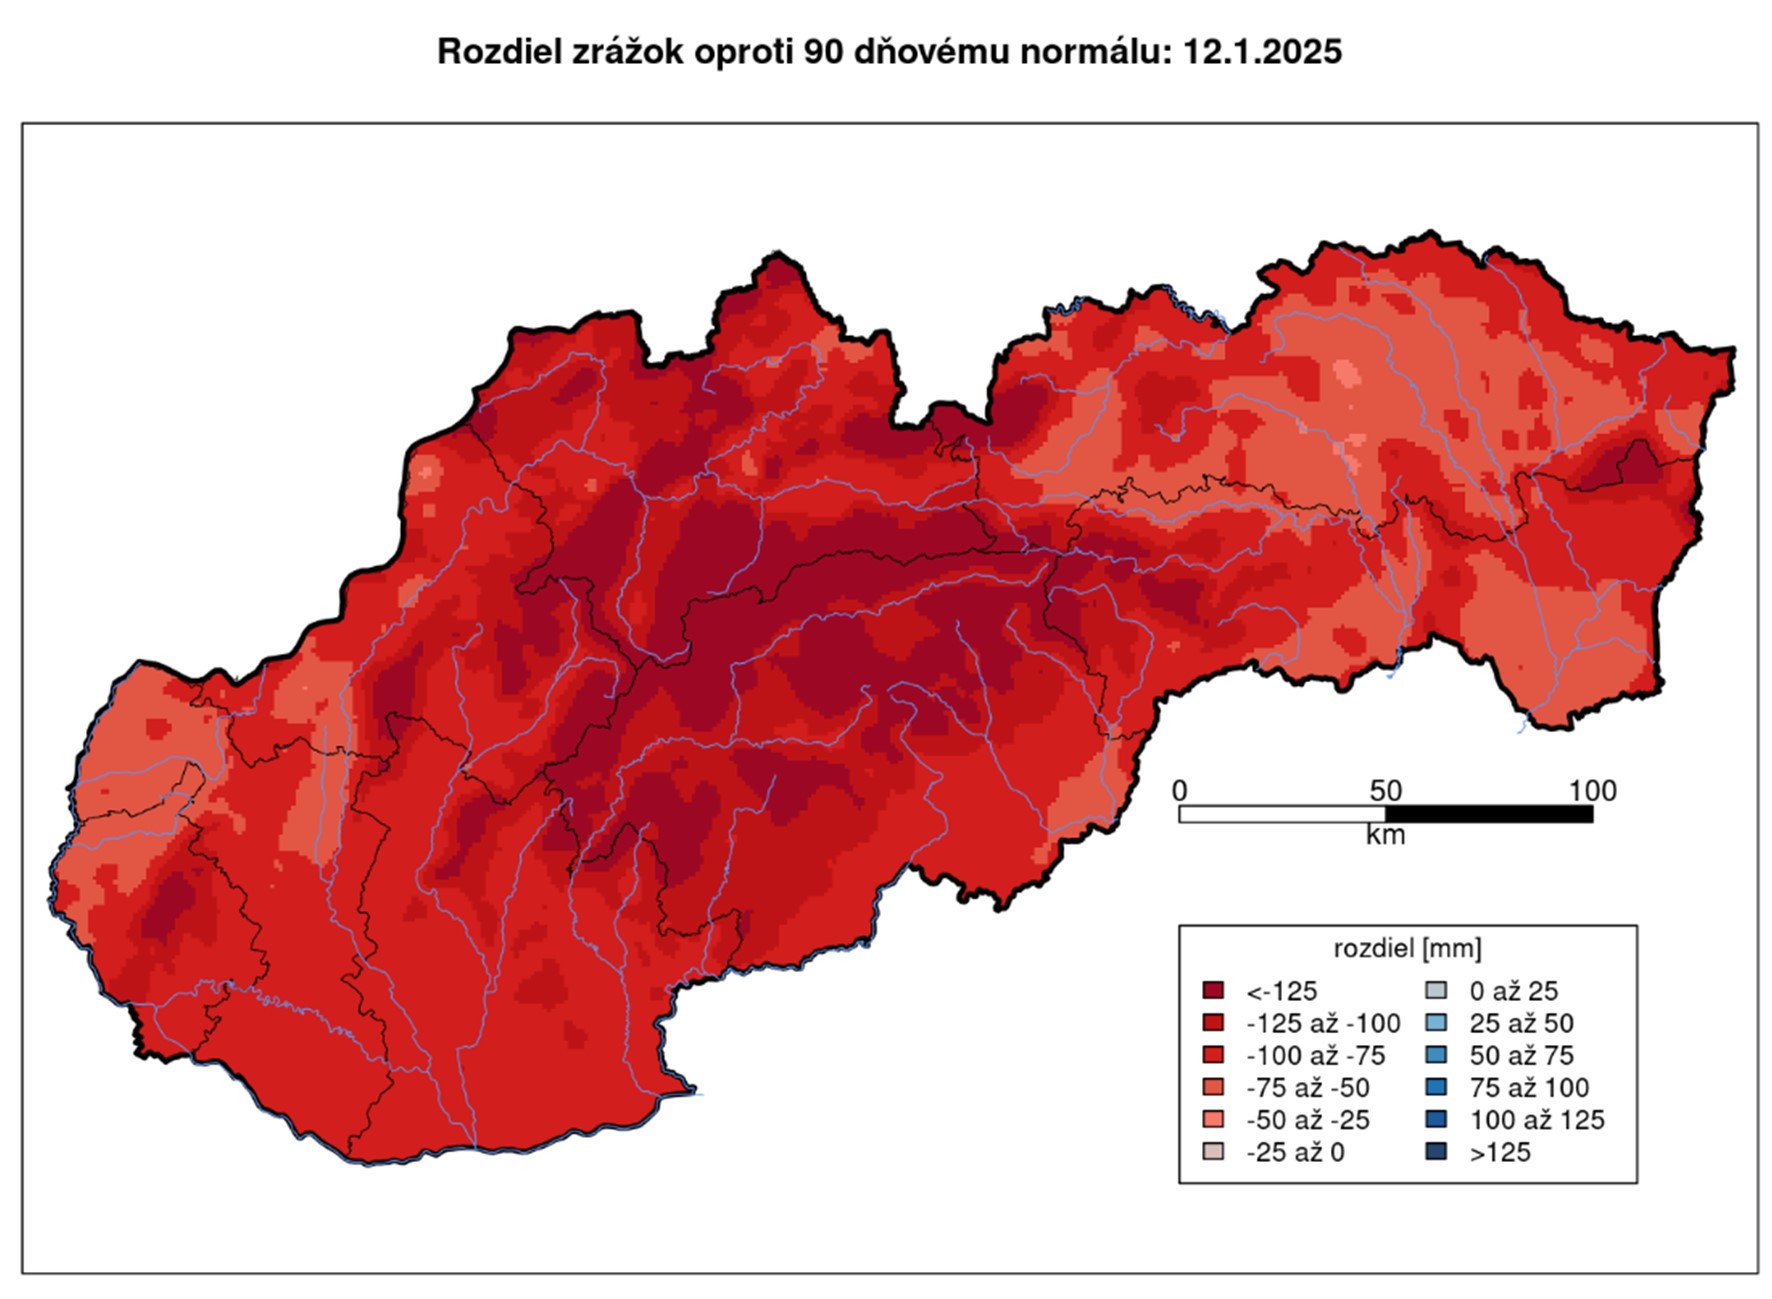 Rozdiel zrážok oproti 90 dňovému normálu: 12.1.2025
0 50 100
km
rozdiel [mm]
<-125 0 až 25
-125 až -100 25 až 50
-100 až -75 50 až 75
-75 až -50 75 až 100
-50 až -25 100 až 125
-25 až 0 >125